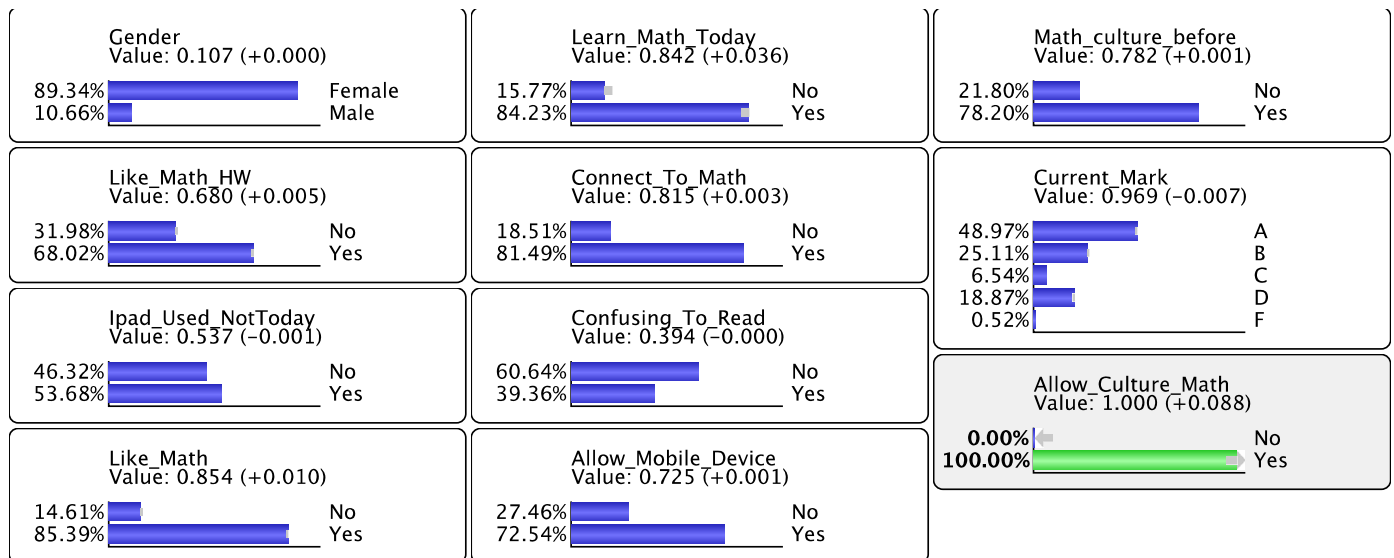 Gender
Value: 0.107 (+0.000)
89.34% Female
10.66% Male
Like_Math_HW
Value: 0.680 (+0.005)
31.98% No
68.02% Yes
Ipad_Used_NotToday
Value: 0.537 (−0.001)
46.32% No
53.68% Yes
Like_Math
Value: 0.854 (+0.010)
14.61% No
85.39% Yes
Learn_Math_Today
Value: 0.842 (+0.036)
15.77% No
84.23% Yes
Connect_To_Math
Value: 0.815 (+0.003)
18.51% No
81.49% Yes
Confusing_To_Read
Value: 0.394 (−0.000)
60.64% No
39.36% Yes
Allow_Mobile_Device
Value: 0.725 (+0.001)
27.46% No
72.54% Yes
Math_culture_before
Value: 0.782 (+0.001)
21.80% No
78.20% Yes
Current_Mark
Value: 0.969 (−0.007)
48.97% A
25.11% B
6.54% C
18.87% D
0.52% F
Allow_Culture_Math
Value: 1.000 (+0.088)
0.00% No
100.00% Yes